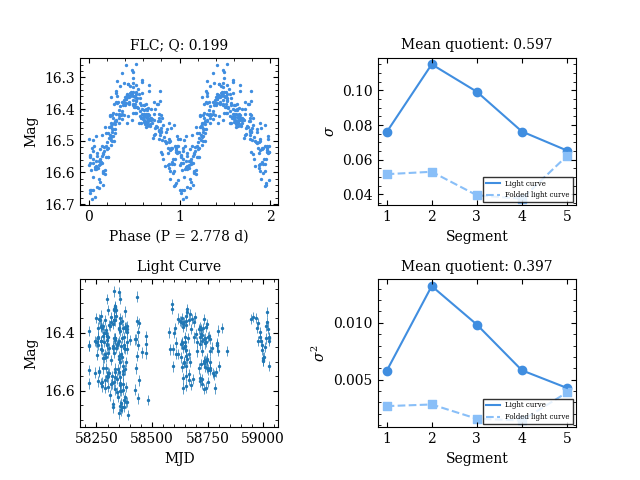 FLC; Q: 0.199
Mag
16.3
16.4
16.5
16.6
16.7
0
1
2
Phase (P = 2.778 d)
Mean quotient: 0.597
σ
0.10
0.08
0.06
0.04
Light curve
Folded light curve
1
2
3
4
5
Segment
Light Curve
Mag
16.4
16.6
58250
58500
58750
59000
MJD
Mean quotient: 0.397
σ²
0.010
0.005
Light curve
Folded light curve
1
2
3
4
5
Segment